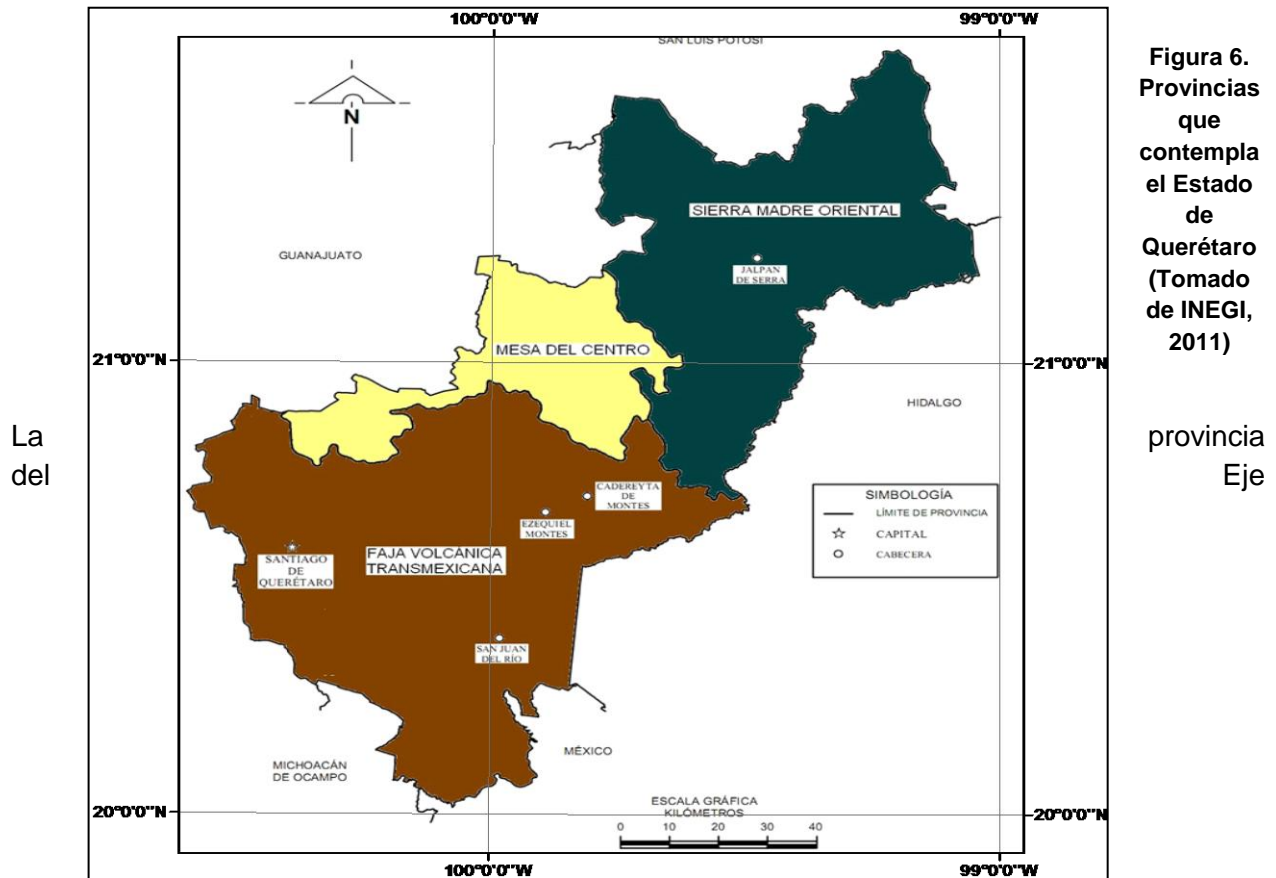 100°0'0"W
99°0'0"W
SAN LUIS POTOSÍ
N
Figura 6.
Provincias
que
contempla
el Estado
de
Querétaro
(Tomado
de INEGI,
2011)
SIERRA MADRE ORIENTAL
GUANAJUATO
JALPAN
DE SERRA
MESA DEL CENTRO
21°0'0"N
21°0'0"N
HIDALGO
La provincia
del Eje
CADEREYTA
DE
MONTES
EZEQUIEL
MONTES
SIMBOLOGÍA
LÍMITE DE PROVINCIA
CAPITAL
CABECERA
SANTIAGO
DE
QUERÉTARO
FAJA VOLCÁNICA
TRANSMEXICANA
SAN JUAN
DEL RÍO
MÉXICO
MICHOACÁN
DE OCAMPO
ESCALA GRÁFICA
KILÓMETROS
0 10 20 30 40
20°0'0"N
20°0'0"N
100°0'0"W
99°0'0"W